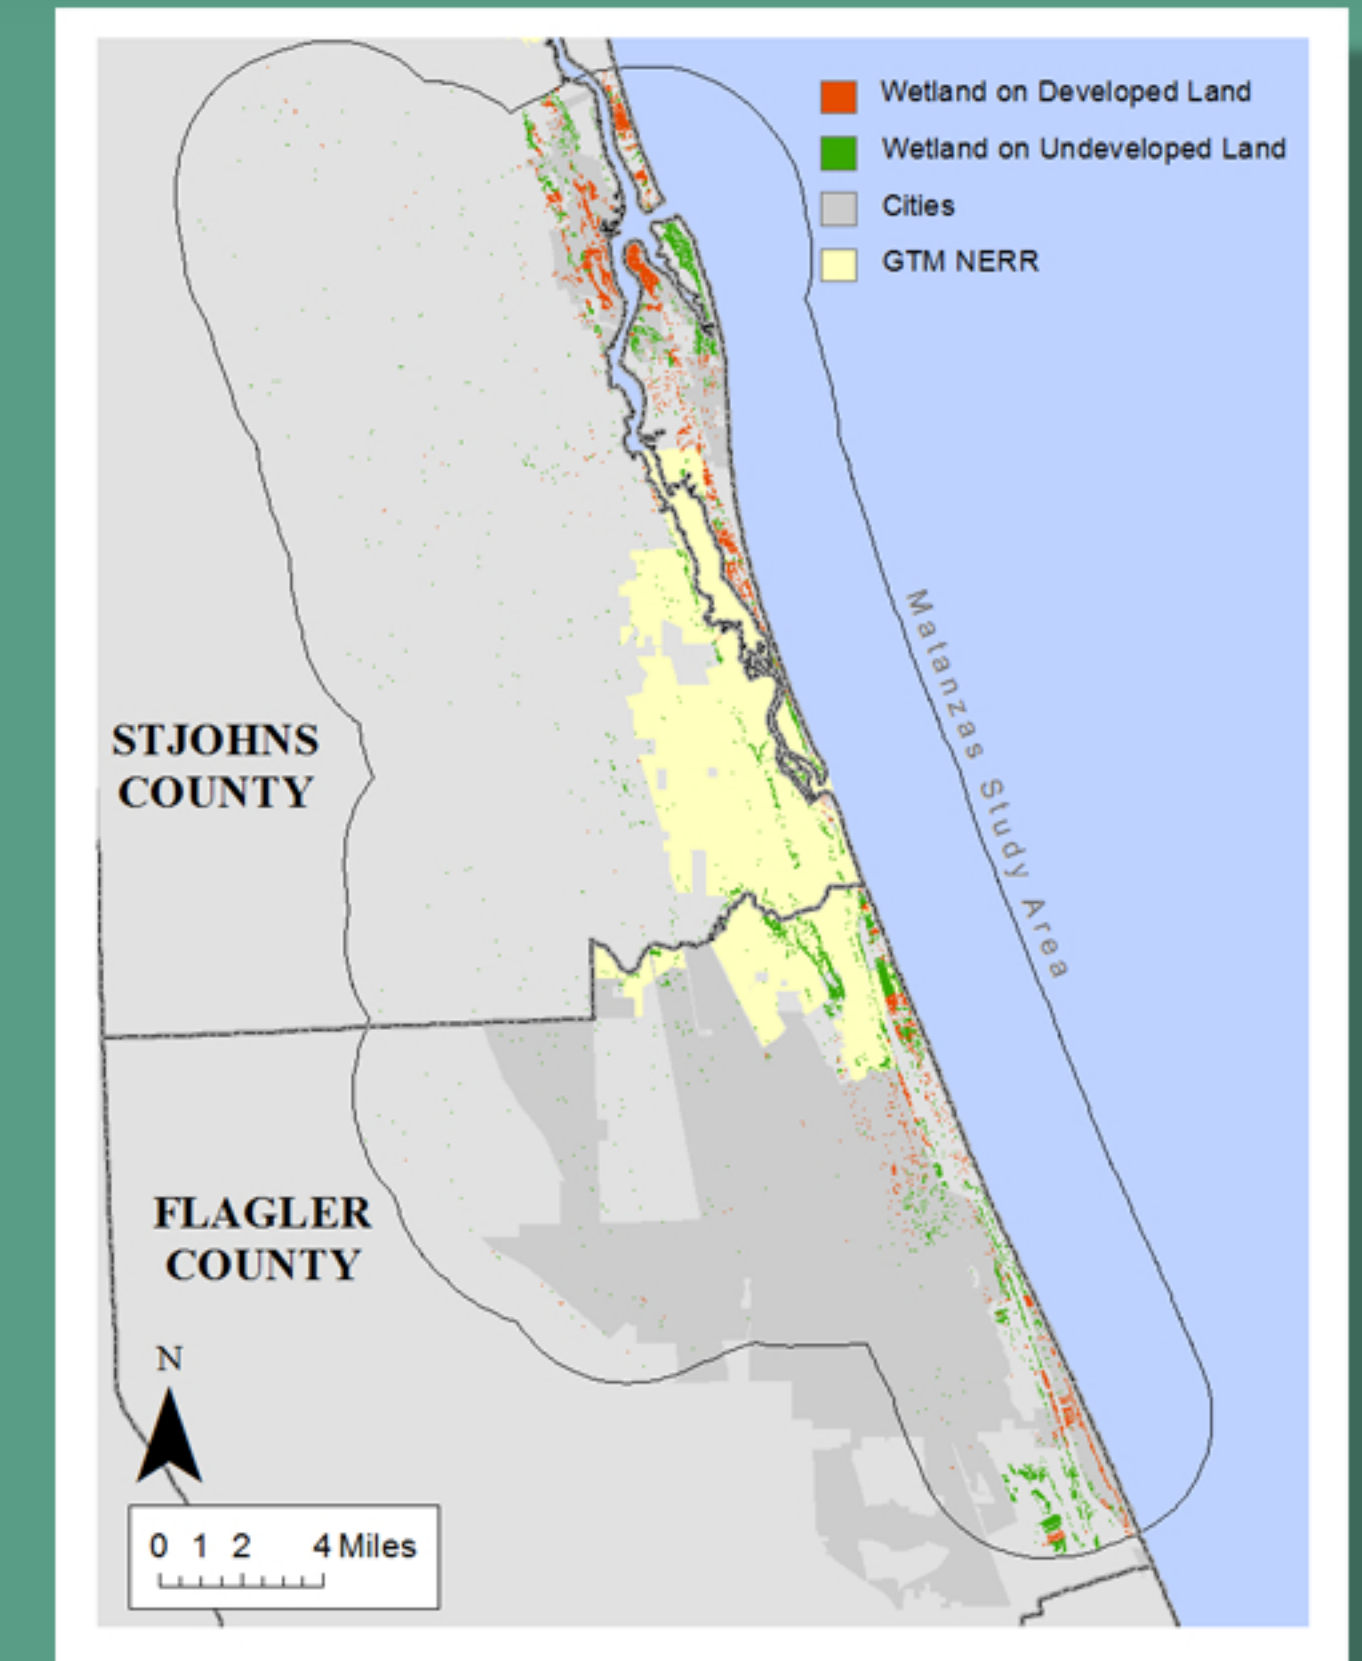 Wetland on Developed Land
Wetland on Undeveloped Land
Cities
GTM NERR
Matanzas Study Area
STJOHNS
COUNTY
FLAGLER
COUNTY
N
0 1 2 4 Miles